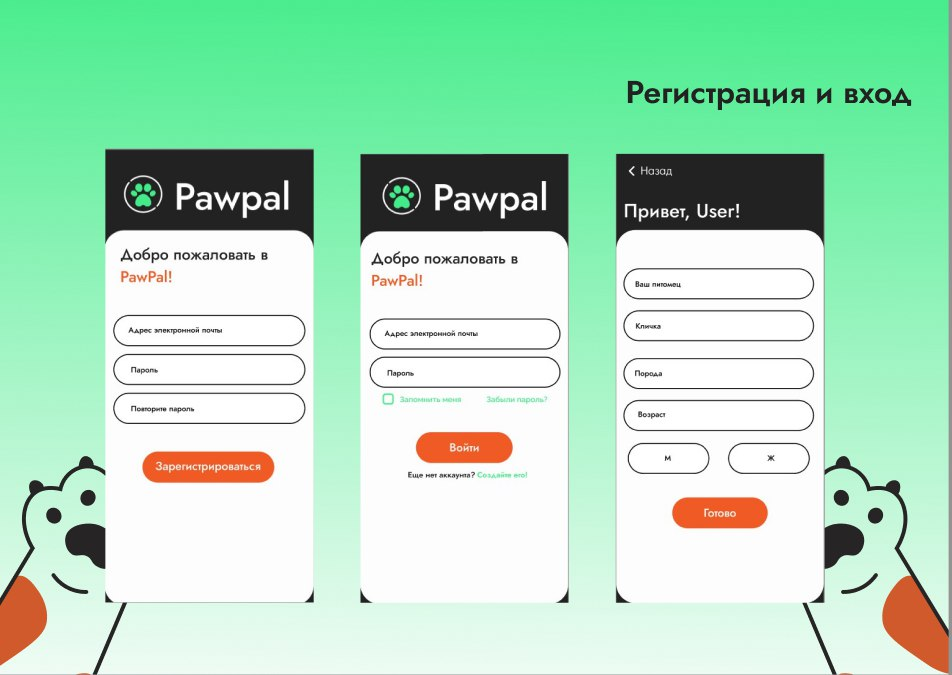 Регистрация и вход
Pawpal
Добро пожаловать в
PawPal!
Адрес электронной почты
Пароль
Повторите пароль
Зарегистрироваться
Pawpal
Добро пожаловать в
PawPal!
Адрес электронной почты
Пароль
Запомнить меня
Забыли пароль?
Войти
Еще нет аккаунта? Создайте его!
Назад
Привет, User!
Ваш питомец
Кличка
Порода
Возраст
М
Ж
Готово